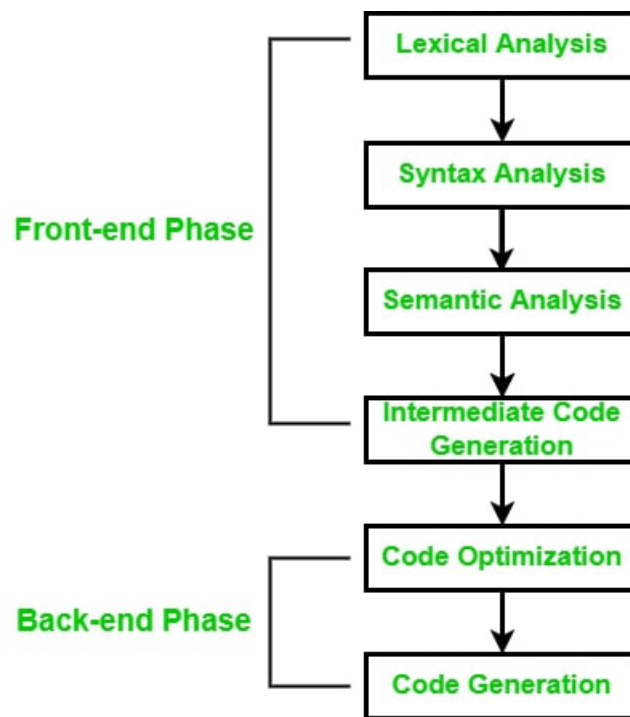 Lexical Analysis
Syntax Analysis
Front-end Phase
Semantic Analysis
Intermediate Code
Generation
Code Optimization
Back-end Phase
Code Generation